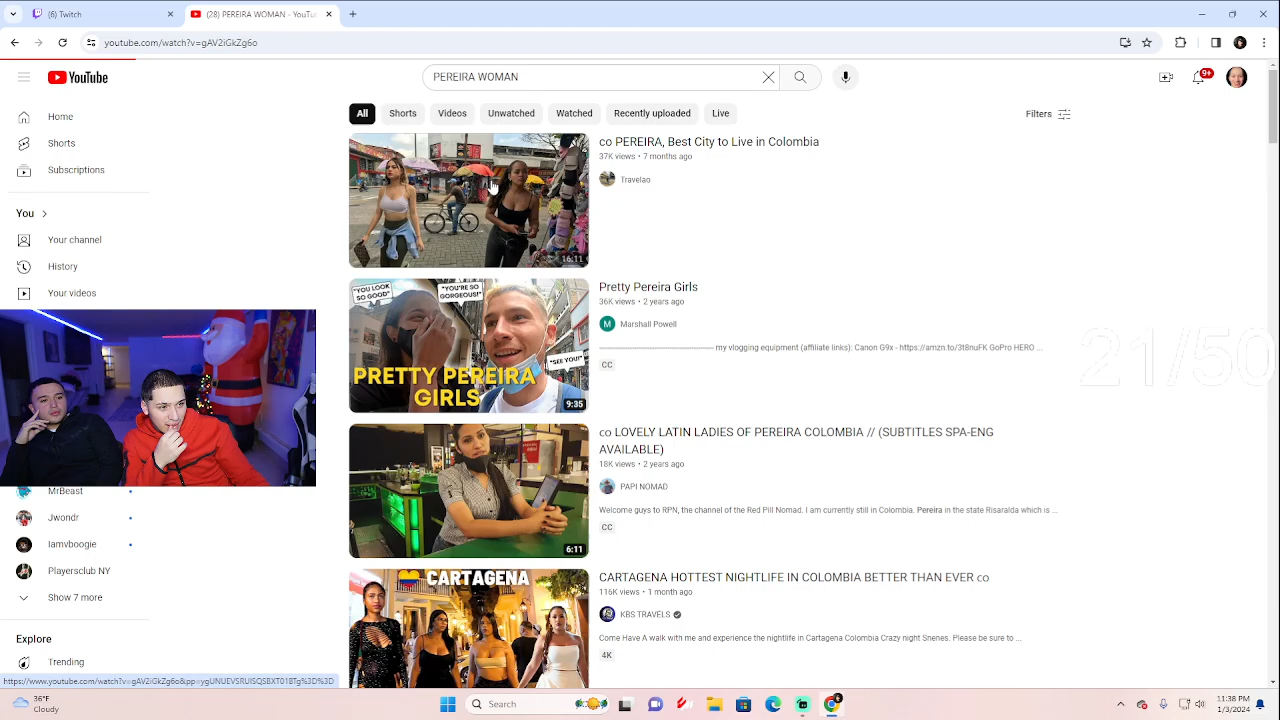 (6) Twitch
(28) PEREIRA WOMAN - YouTu
youtube.com/watch?v=gAV2iGkZg6o
YouTube
PEREIRA WOMAN
9+
All
Shorts
Videos
Unwatched
Watched
Recently uploaded
Live
Filters
Home
Shorts
Subscriptions
You
Your channel
History
Your videos
MrBeast
Jwondr
Iamvboogie
Playersclub NY
Show 7 more
Explore
Trending
16:11
co PEREIRA, Best City to Live in Colombia
37K views • 7 months ago
Travelao
"YOU LOOK SO GOOD"
"YOU'RE SO GORGEOUS!"
"SEE YOU!"
PRETTY PEREIRA
GIRLS
9:35
Pretty Pereira Girls
36K views • 2 years ago
M Marshall Powell
my vlogging equipment (affiliate links): Canon G9x - https://amzn.to/3t8nuFK GoPro HERO ...
CC
21/50
6:11
co LOVELY LATIN LADIES OF PEREIRA COLOMBIA // (SUBTITLES SPA-ENG
AVAILABLE)
18K views • 2 years ago
PAPI NOMAD
Welcome guys to RPN, the channel of the Red Pill Nomad. I am currently still in Colombia. Pereira in the state Risaralda which is ...
CC
CARTAGENA
CARTAGENA HOTTEST NIGHTLIFE IN COLOMBIA BETTER THAN EVER co
116K views • 1 month ago
KBS TRAVELS
Come Have A walk with me and experience the nightlife in Cartagena Colombia Crazy night Snenes. Please be sure to ...
4K
36°F
Cloudy
Search
11:38 PM
1/3/2024